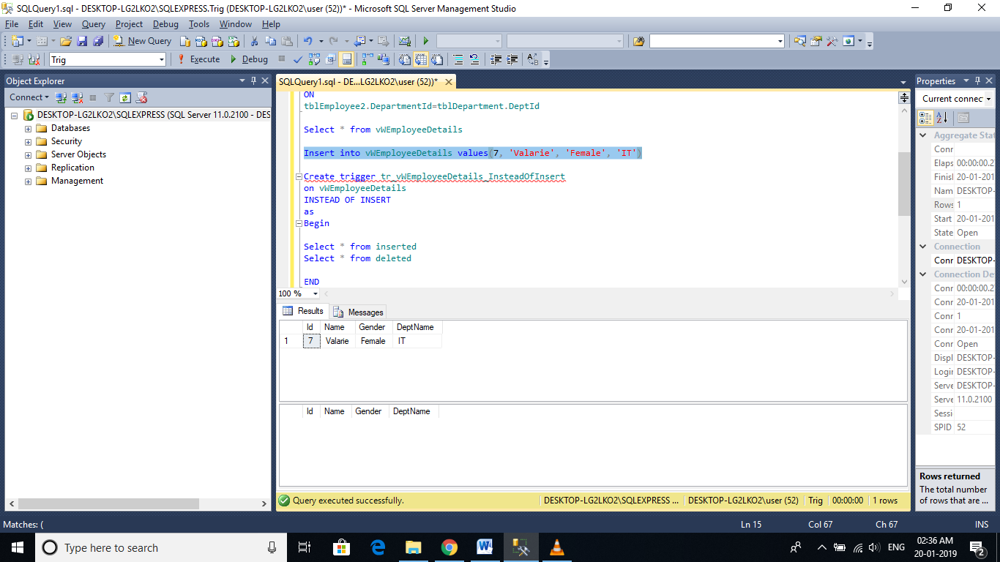 SQLQuery1.sql - DESKTOP-LG2LKO2\SQLEXPRESS.Trig (DESKTOP-LG2LKO2\user (52))* - Microsoft SQL Server Management Studio
File Edit View Query Project Debug Tools Window Help
New Query
Trig Execute Debug
Object Explorer
Connect
DESKTOP-LG2LKO2\SQLEXPRESS (SQL Server 11.0.2100 - DES
Databases
Security
Server Objects
Replication
Management
SQLQuery1.sql - DE...LG2LKO2\user (52))*
ON
tblEmployee2.DepartmentId=tblDepartment.DeptId
Select * from vWEmployeeDetails
Insert into vWEmployeeDetails values(7, 'Valarie', 'Female', 'IT')
Create trigger tr_vWEmployeeDetails_InsteadOfInsert
on vWEmployeeDetails
INSTEAD OF INSERT
as
Begin
Select * from inserted
Select * from deleted
END
100 %
Results Messages
Id Name Gender DeptName
1 7 Valarie Female IT
Id Name Gender DeptName
Query executed successfully. DESKTOP-LG2LKO2\SQLEXPRESS ... DESKTOP-LG2LKO2\user (52) Trig 00:00:00 1 rows
Properties
Current connec
Aggregate Stat
Conn
Elaps 00:00:00.2
Finisl 20-01-201
Nam DESKTOP-
Rows 1
Start 20-01-201
State Open
Connection
Conr DESKTOP-
Connection De
Conr 00:00:00.2
Conr 20-01-201
Conr 1
Conr 20-01-201
Conr Open
Displ DESKTOP-
Logir DESKTOP-
Serve DESKTOP-
Serve 11.0.2100
Sessi
SPID 52
Rows returned
The total number
of rows that are ...
Matches: ( Ln 15 Col 67 Ch 67 INS
Type here to search
ENG
02:36 AM
20-01-2019
2